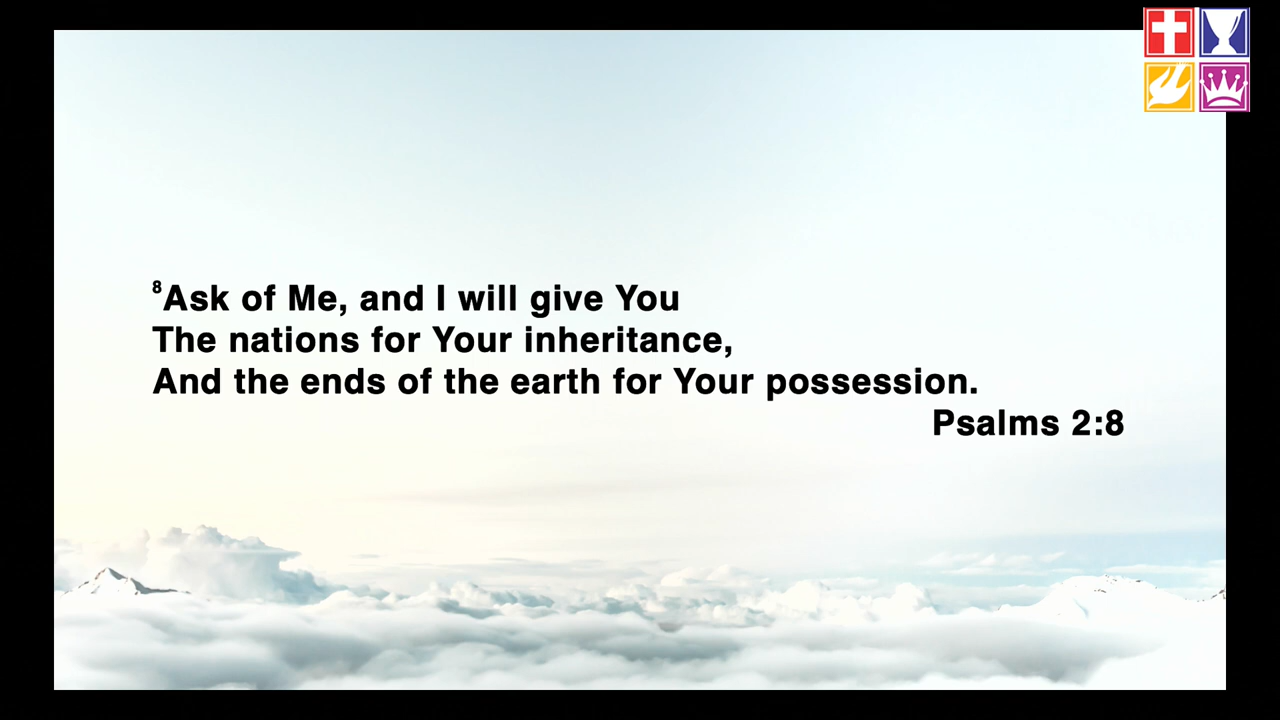 ⁸Ask of Me, and I will give You
The nations for Your inheritance,
And the ends of the earth for Your possession.
Psalms 2:8